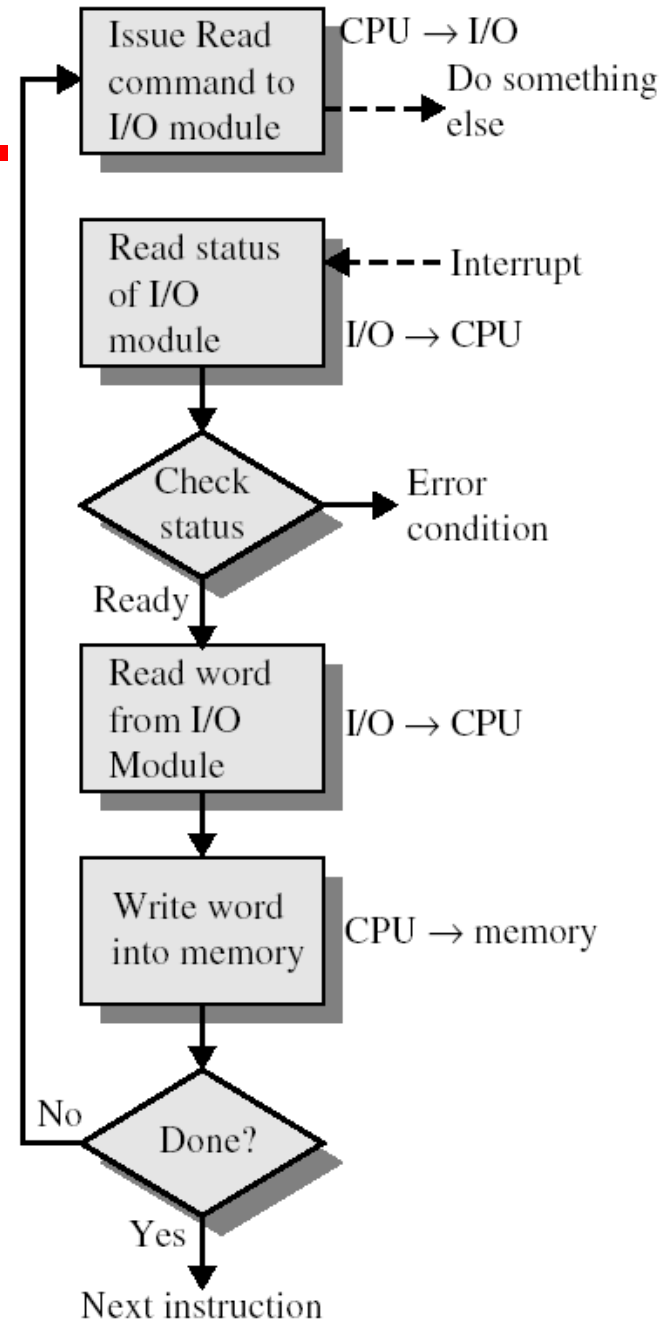 Issue Read
command to
I/O module
CPU → I/O
Do something
else
Read status
of I/O
module
Interrupt
I/O → CPU
Check
status
Error
condition
Ready
Read word
from I/O
Module
I/O → CPU
Write word
into memory
CPU → memory
No
Done?
Yes
Next instruction